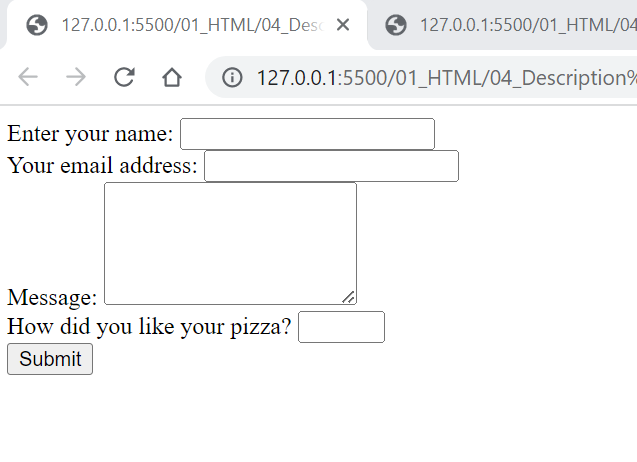 127.0.0.1:5500/01_HTML/04_Desc
127.0.0.1:5500/01_HTML/04
127.0.0.1:5500/01_HTML/04_Description%
Enter your name:
Your email address:
Message:
How did you like your pizza?
Submit